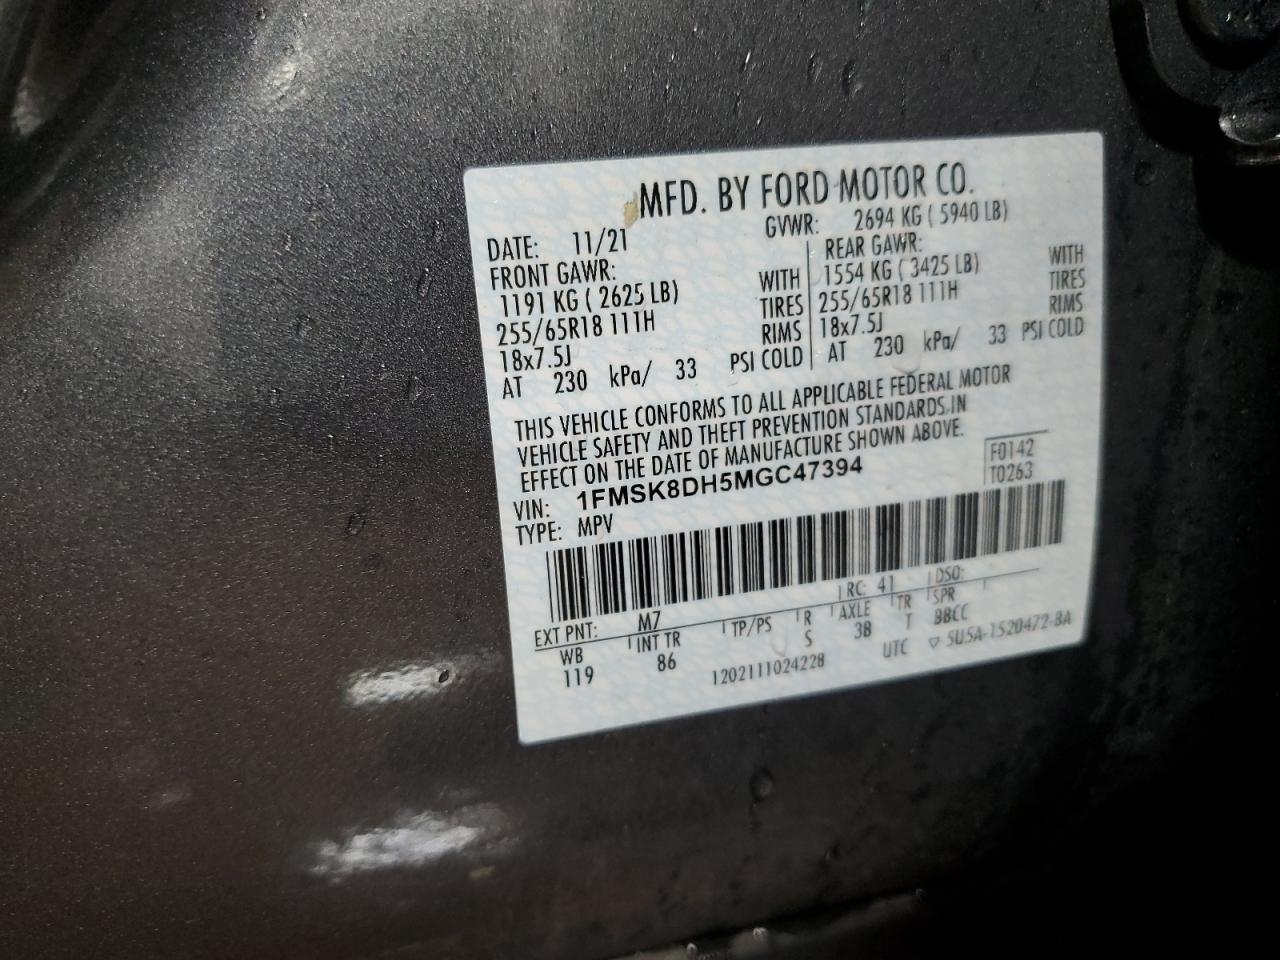 MFD. BY FORD MOTOR CO.
DATE: 11/21 GVWR: 2694 KG ( 5940 LB)
FRONT GAWR: REAR GAWR:
1191 KG ( 2625 LB) WITH 1554 KG ( 3425 LB) WITH
255/65R18 111H TIRES 255/65R18 111H TIRES
18x7.5J RIMS 18x7.5J RIMS
AT 230 kPa/ 33 PSI COLD AT 230 kPa/ 33 PSI COLD
THIS VEHICLE CONFORMS TO ALL APPLICABLE FEDERAL MOTOR
VEHICLE SAFETY AND THEFT PREVENTION STANDARDS IN
EFFECT ON THE DATE OF MANUFACTURE SHOWN ABOVE.
VIN: 1FMSK8DH5MGC47394 F0142
TYPE: MPV T0263
EXT PNT: M7 RC: 41 DSO:
WB INT TR TP/PS R AXLE TR SPR
119 86 S 3B T BBCC
1202111024228 UTC ▽ SU5A-1520472-BA